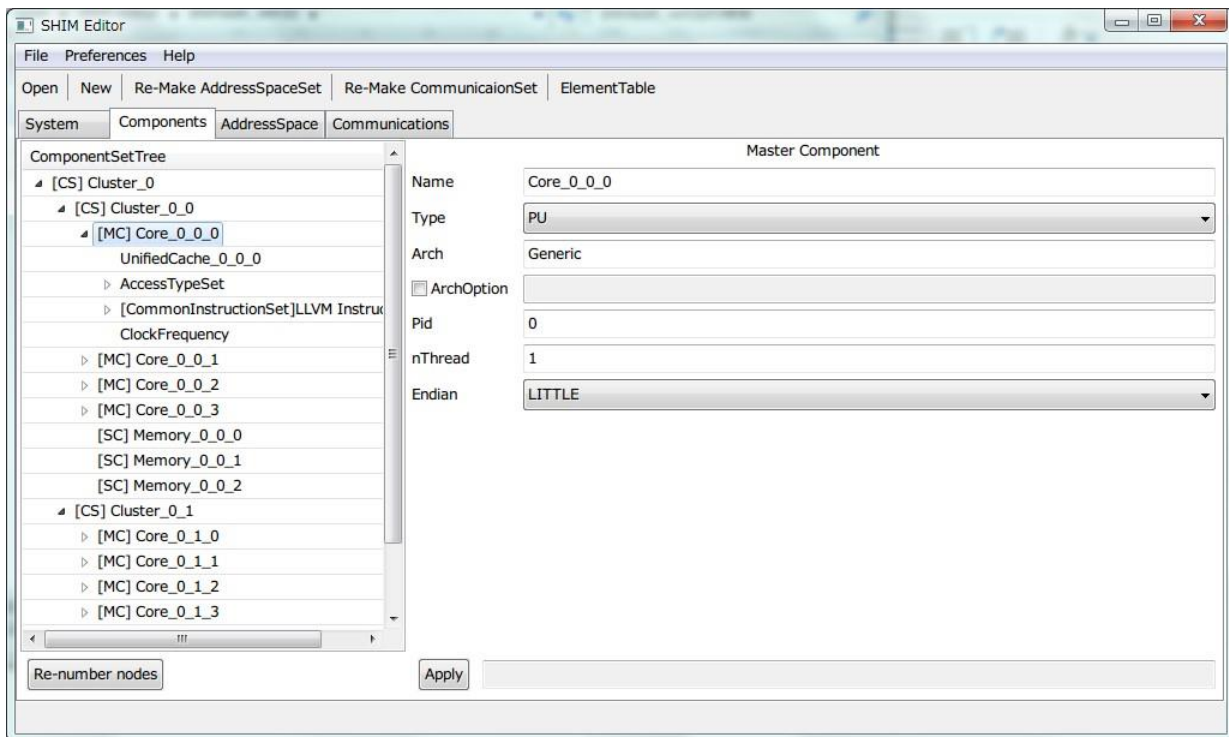 SHIM Editor
File Preferences Help
Open New Re-Make AddressSpaceSet Re-Make CommunicaionSet ElementTable
System Components AddressSpace Communications
ComponentSetTree
[CS] Cluster_0
[CS] Cluster_0_0
[MC] Core_0_0_0
UnifiedCache_0_0_0
AccessTypeSet
[CommonInstructionSet]LLVM Instruc
ClockFrequency
[MC] Core_0_0_1
[MC] Core_0_0_2
[MC] Core_0_0_3
[SC] Memory_0_0_0
[SC] Memory_0_0_1
[SC] Memory_0_0_2
[CS] Cluster_0_1
[MC] Core_0_1_0
[MC] Core_0_1_1
[MC] Core_0_1_2
[MC] Core_0_1_3
Re-number nodes
Master Component
Name Core_0_0_0
Type PU
Arch Generic
ArchOption
Pid 0
nThread 1
Endian LITTLE
Apply